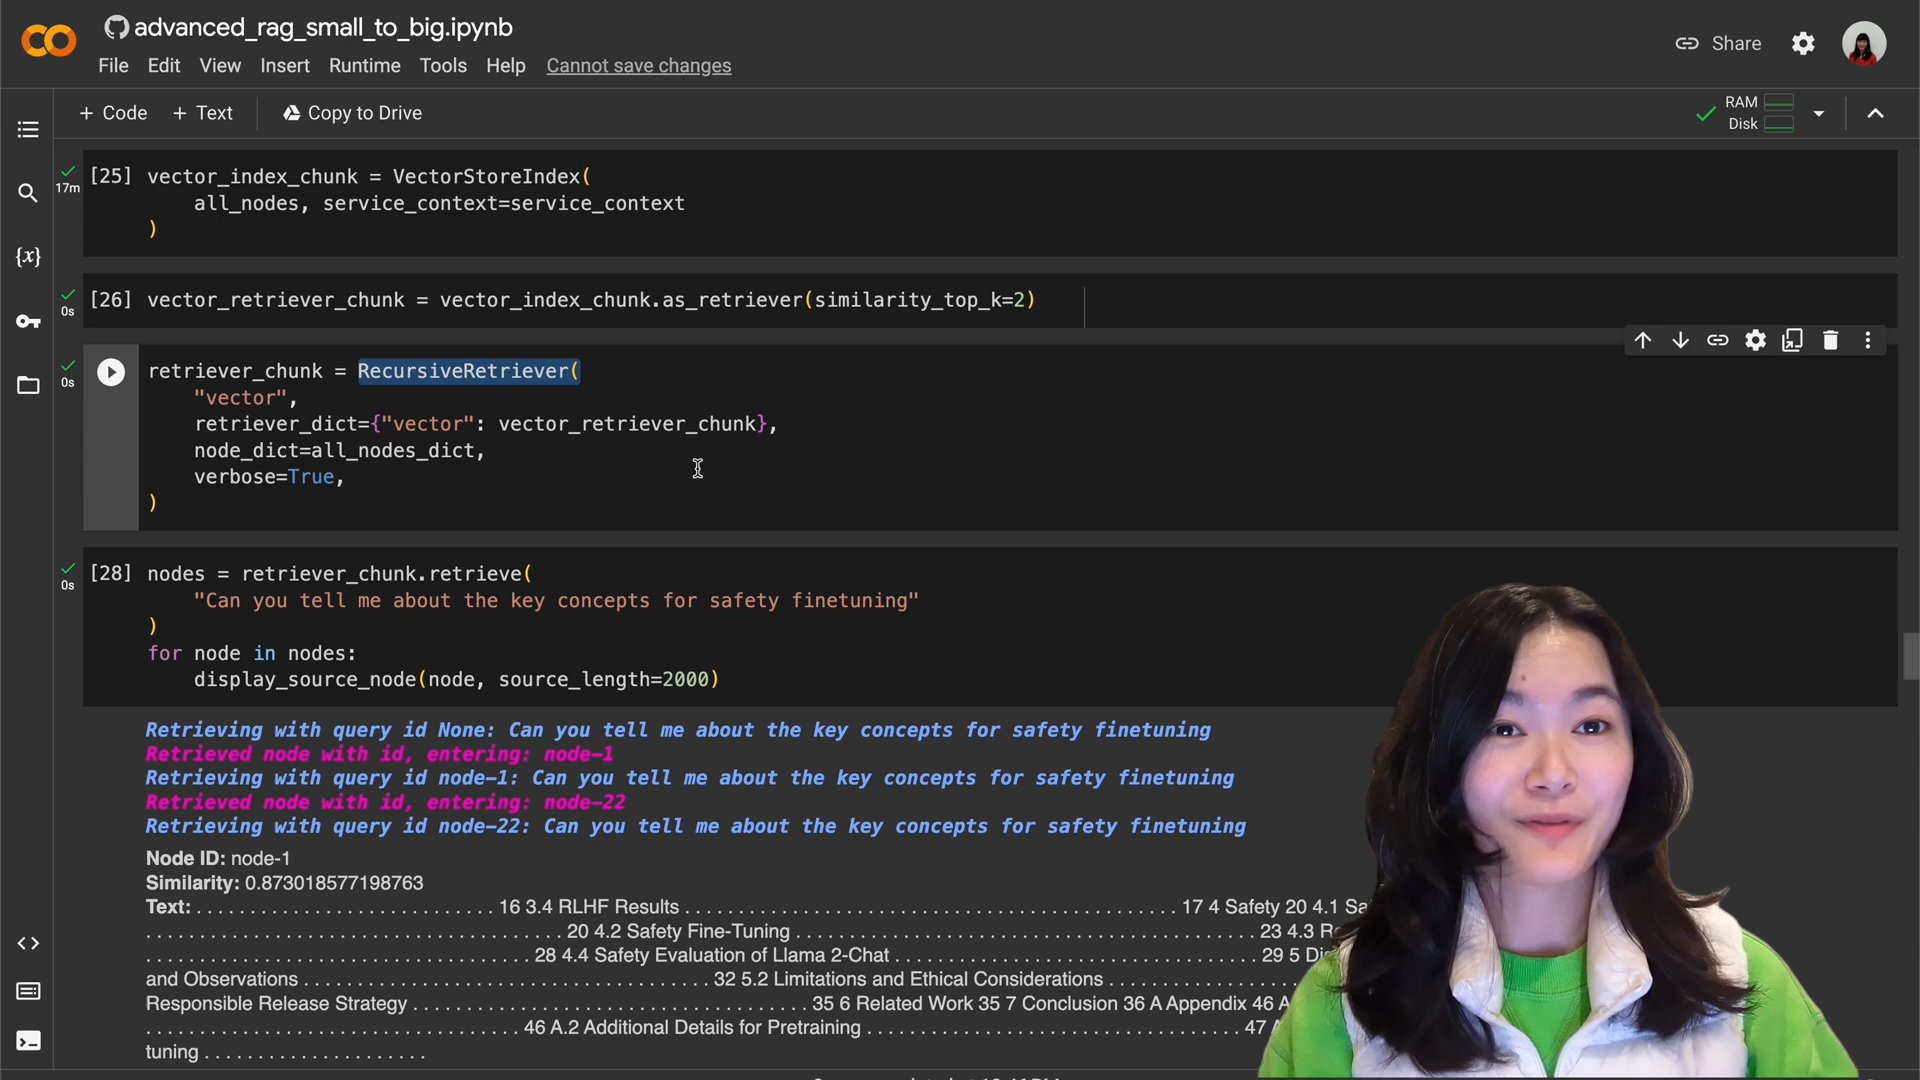 advanced_rag_small_to_big.ipynb
Share
File Edit View Insert Runtime Tools Help Cannot save changes
+ Code + Text Copy to Drive
RAM
Disk
{x}
17m
[25] vector_index_chunk = VectorStoreIndex(
all_nodes, service_context=service_context
)
0s
[26] vector_retriever_chunk = vector_index_chunk.as_retriever(similarity_top_k=2)
0s
retriever_chunk = RecursiveRetriever(
"vector",
retriever_dict={"vector": vector_retriever_chunk},
node_dict=all_nodes_dict,
verbose=True,
)
0s
[28] nodes = retriever_chunk.retrieve(
"Can you tell me about the key concepts for safety finetuning"
)
for node in nodes:
display_source_node(node, source_length=2000)
Retrieving with query id None: Can you tell me about the key concepts for safety finetuning
Retrieved node with id, entering: node-1
Retrieving with query id node-1: Can you tell me about the key concepts for safety finetuning
Retrieved node with id, entering: node-22
Retrieving with query id node-22: Can you tell me about the key concepts for safety finetuning
Node ID: node-1
Similarity: 0.873018577198763
Text: . . . . . . . . . . . . . . . . . . . . . . . . . . 16 3.4 RLHF Results . . . . . . . . . . . . . . . . . . . . . . . . . . . . . . . . . . . . . . . . . . 17 4 Safety 20 4.1 Sa
. . . . . . . . . . . . . . . . . . . . . . . . . . . . . . . . . . . . . 20 4.2 Safety Fine-Tuning . . . . . . . . . . . . . . . . . . . . . . . . . . . . . . . . . . . . . . . 23 4.3 R
. . . . . . . . . . . . . . . . . . . . . . . . . . . . . . . . . . 28 4.4 Safety Evaluation of Llama 2-Chat . . . . . . . . . . . . . . . . . . . . . . . . . . . . . . . 29 5 Di
and Observations . . . . . . . . . . . . . . . . . . . . . . . . . . . . . . . . . . . 32 5.2 Limitations and Ethical Considerations . . . . . . . . . . . . . . . .
Responsible Release Strategy . . . . . . . . . . . . . . . . . . . . . . . . . . . . . . . . . . 35 6 Related Work 35 7 Conclusion 36 A Appendix 46 A
. . . . . . . . . . . . . . . . . . . . . . . . . . . . . . . . . 46 A.2 Additional Details for Pretraining . . . . . . . . . . . . . . . . . . . . . . . . . . . . . . . . 47
tuning . . . . . . . . . . . . . . . . . . .